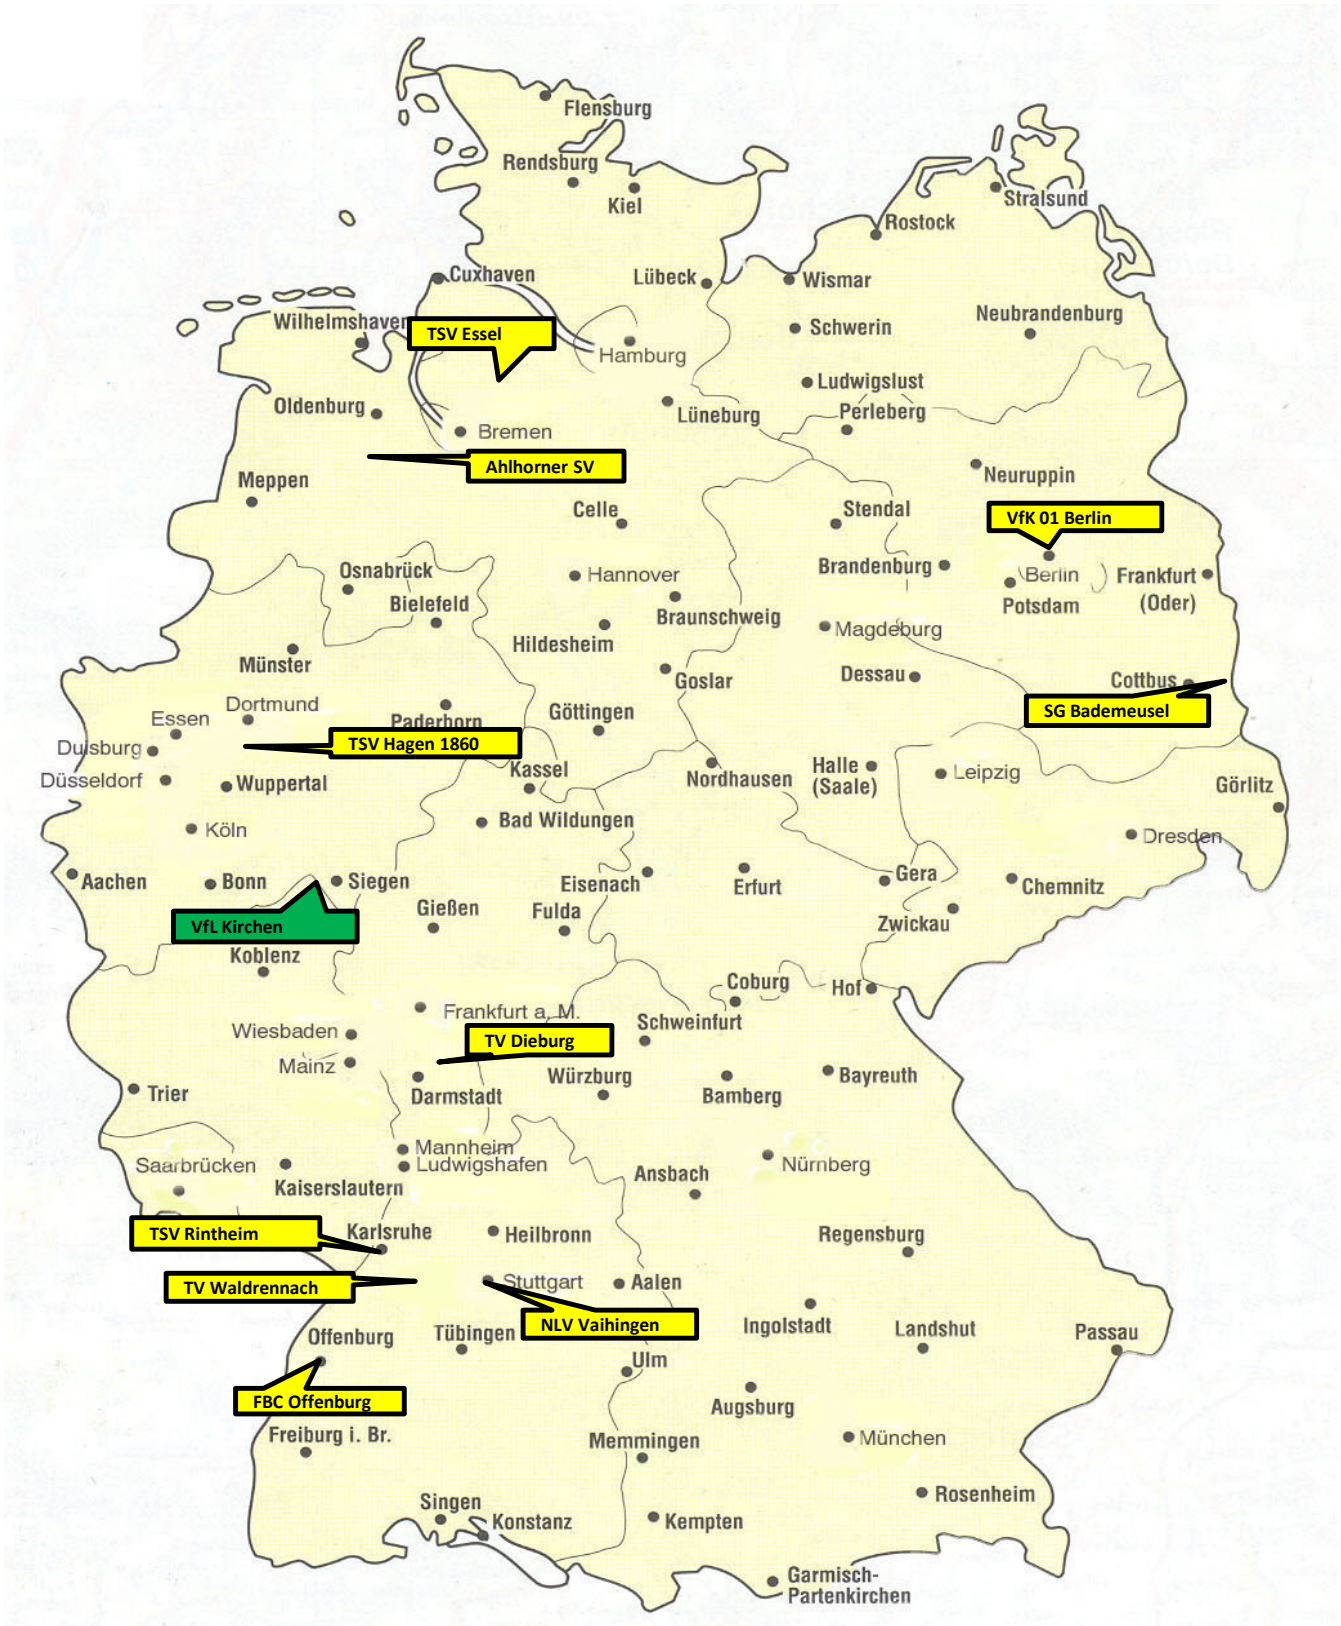 Flensburg
Rendsburg
Kiel
Stralsund
Rostock
Cuxhaven
Lübeck
Wismar
Wilhelmshaven
TSV Essel
Schwerin
Neubrandenburg
Hamburg
Ludwigslust
Oldenburg
Lüneburg
Perleberg
Bremen
Ahlhorner SV
Neuruppin
Meppen
Celle
Stendal
VfK 01 Berlin
Osnabrück
Hannover
Brandenburg
Berlin
Frankfurt
(Oder)
Bielefeld
Braunschweig
Potsdam
Hildesheim
Magdeburg
Münster
Goslar
Dessau
Cottbus
SG Bademeusel
Dortmund
Essen
Paderborn
Göttingen
Duisburg
TSV Hagen 1860
Düsseldorf
Wuppertal
Kassel
Nordhausen
Halle
(Saale)
Leipzig
Görlitz
Köln
Bad Wildungen
Dresden
Aachen
Bonn
Siegen
Eisenach
Erfurt
Gera
Chemnitz
VfL Kirchen
Gießen
Fulda
Zwickau
Koblenz
Coburg
Hof
Frankfurt a. M.
Schweinfurt
Wiesbaden
TV Dieburg
Mainz
Würzburg
Bayreuth
Trier
Darmstadt
Bamberg
Mannheim
Ludwigshafen
Saarbrücken
Nürnberg
Kaiserslautern
Ansbach
TSV Rintheim
Karlsruhe
Heilbronn
Regensburg
TV Waldrennach
Stuttgart
Aalen
NLV Vaihingen
Offenburg
Tübingen
Ingolstadt
Landshut
Passau
Ulm
FBC Offenburg
Augsburg
Freiburg i. Br.
Memmingen
München
Singen
Konstanz
Kempten
Rosenheim
Garmisch-
Partenkirchen